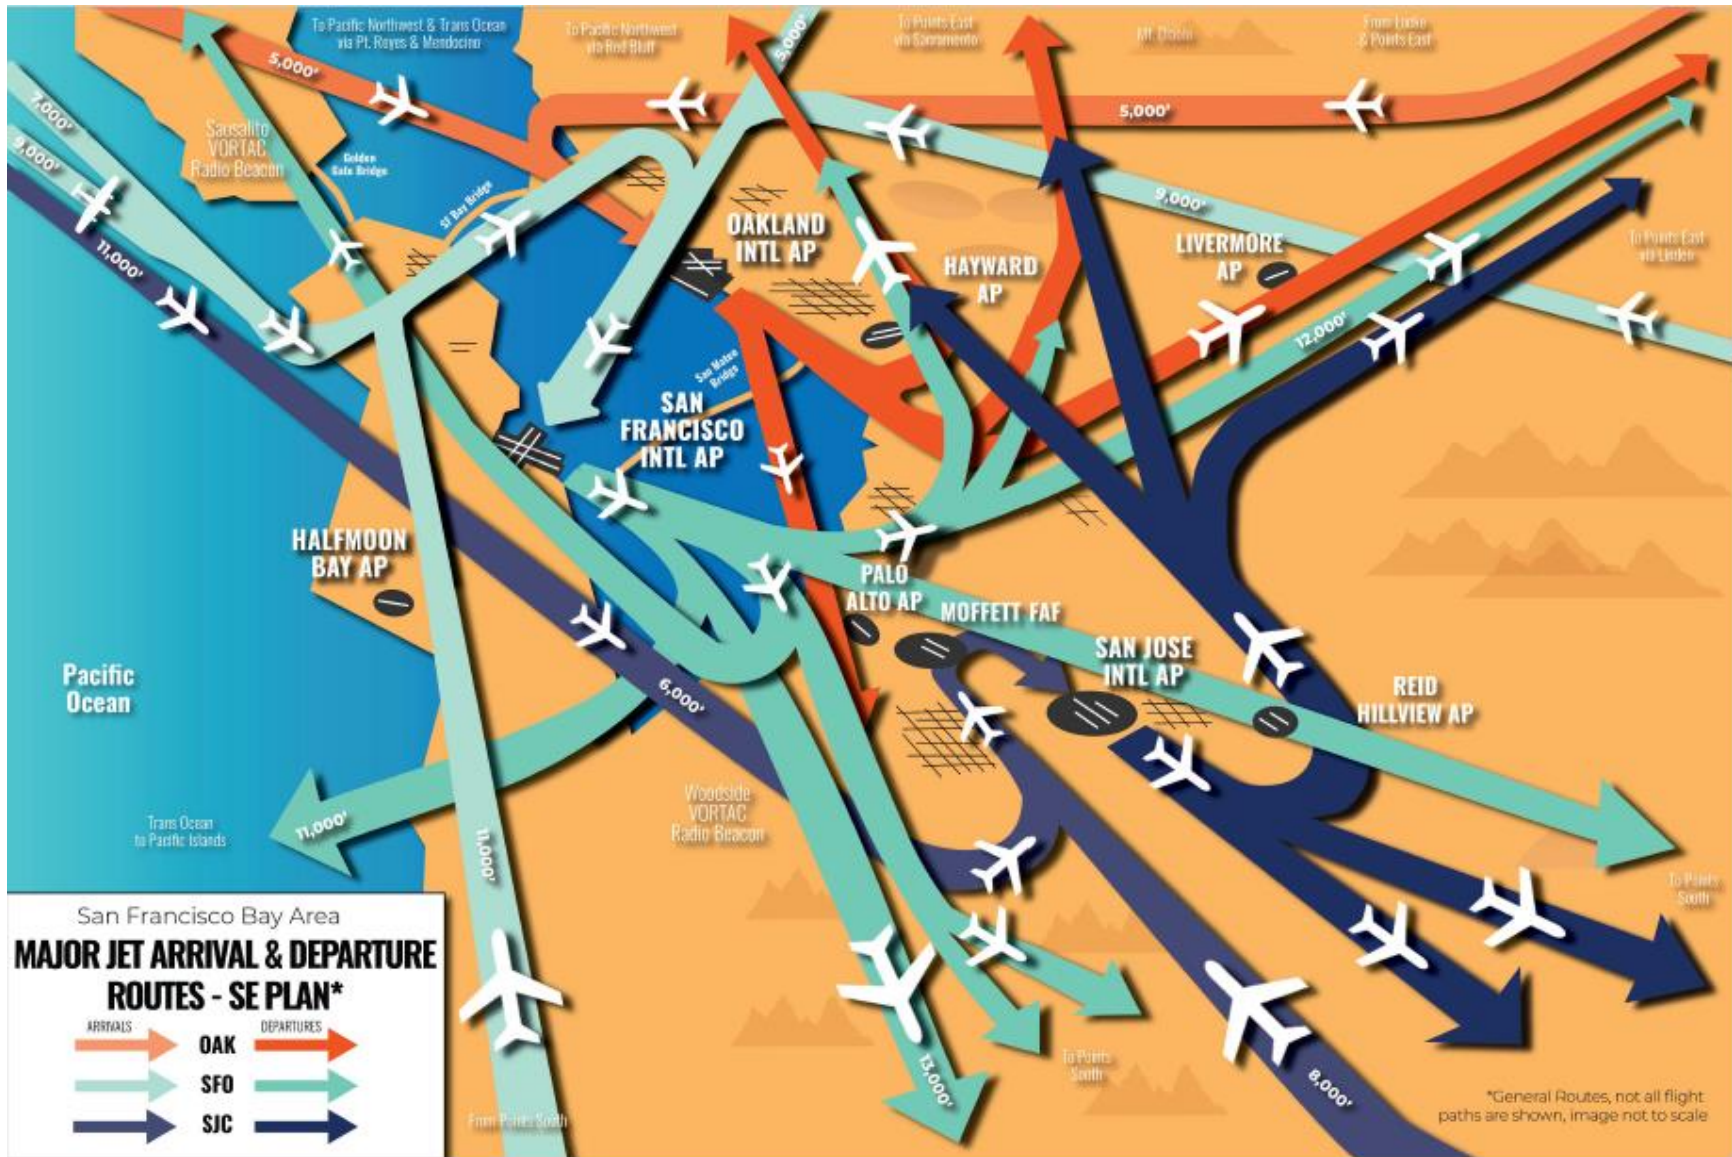 To Pacific Northwest & Trans Ocean
via Pt. Reyes & Mendocino
To Pacific Northwest
via Red Bluff
To Points East
via Sacramento
Mt. Diablo
From Locke
& Points East
5,000'
5,000'
5,000'
7,000'
9,000'
11,000'
Sausalito
VORTAC
Radio Beacon
Golden
Gate Bridge
SF Bay Bridge
9,000'
OAKLAND
INTL AP
HAYWARD
AP
LIVERMORE
AP
To Points East
via Linden
12,000'
San Mateo
Bridge
SAN
FRANCISCO
INTL AP
HALFMOON
BAY AP
PALO
ALTO AP
MOFFETT FAF
SAN JOSE
INTL AP
REID
HILLVIEW AP
Pacific
Ocean
6,000'
Woodside
VORTAC
Radio Beacon
Trans Ocean
to Pacific Islands
11,000'
11,000'
To Points
South
To Points
South
13,000'
8,000'
From Points South
San Francisco Bay Area
MAJOR JET ARRIVAL & DEPARTURE
ROUTES - SE PLAN*
ARRIVALS
DEPARTURES
OAK
SFO
SJC
*General Routes, not all flight
paths are shown, image not to scale